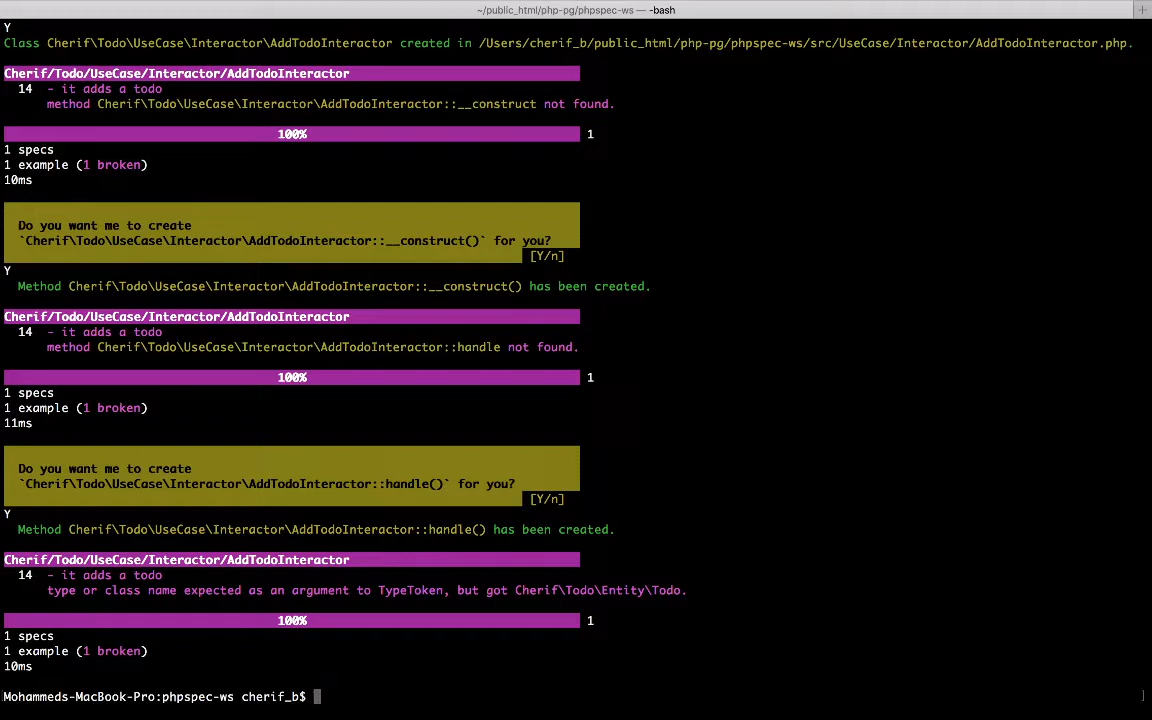 ~/public_html/php-pg/phpspec-ws — -bash
Y
Class Cherif\Todo\UseCase\Interactor\AddTodoInteractor created in /Users/cherif_b/public_html/php-pg/phpspec-ws/src/UseCase/Interactor/AddTodoInteractor.php.
Cherif/Todo/UseCase/Interactor/AddTodoInteractor
14 - it adds a todo
method Cherif\Todo\UseCase\Interactor\AddTodoInteractor::__construct not found.
100% 1
1 specs
1 example (1 broken)
10ms
Do you want me to create
`Cherif\Todo\UseCase\Interactor\AddTodoInteractor::__construct()` for you?
[Y/n]
Y
Method Cherif\Todo\UseCase\Interactor\AddTodoInteractor::__construct() has been created.
Cherif/Todo/UseCase/Interactor/AddTodoInteractor
14 - it adds a todo
method Cherif\Todo\UseCase\Interactor\AddTodoInteractor::handle not found.
100% 1
1 specs
1 example (1 broken)
11ms
Do you want me to create
`Cherif\Todo\UseCase\Interactor\AddTodoInteractor::handle()` for you?
[Y/n]
Y
Method Cherif\Todo\UseCase\Interactor\AddTodoInteractor::handle() has been created.
Cherif/Todo/UseCase/Interactor/AddTodoInteractor
14 - it adds a todo
type or class name expected as an argument to TypeToken, but got Cherif\Todo\Entity\Todo.
100% 1
1 specs
1 example (1 broken)
10ms
Mohammeds-MacBook-Pro:phpspec-ws cherif_b$